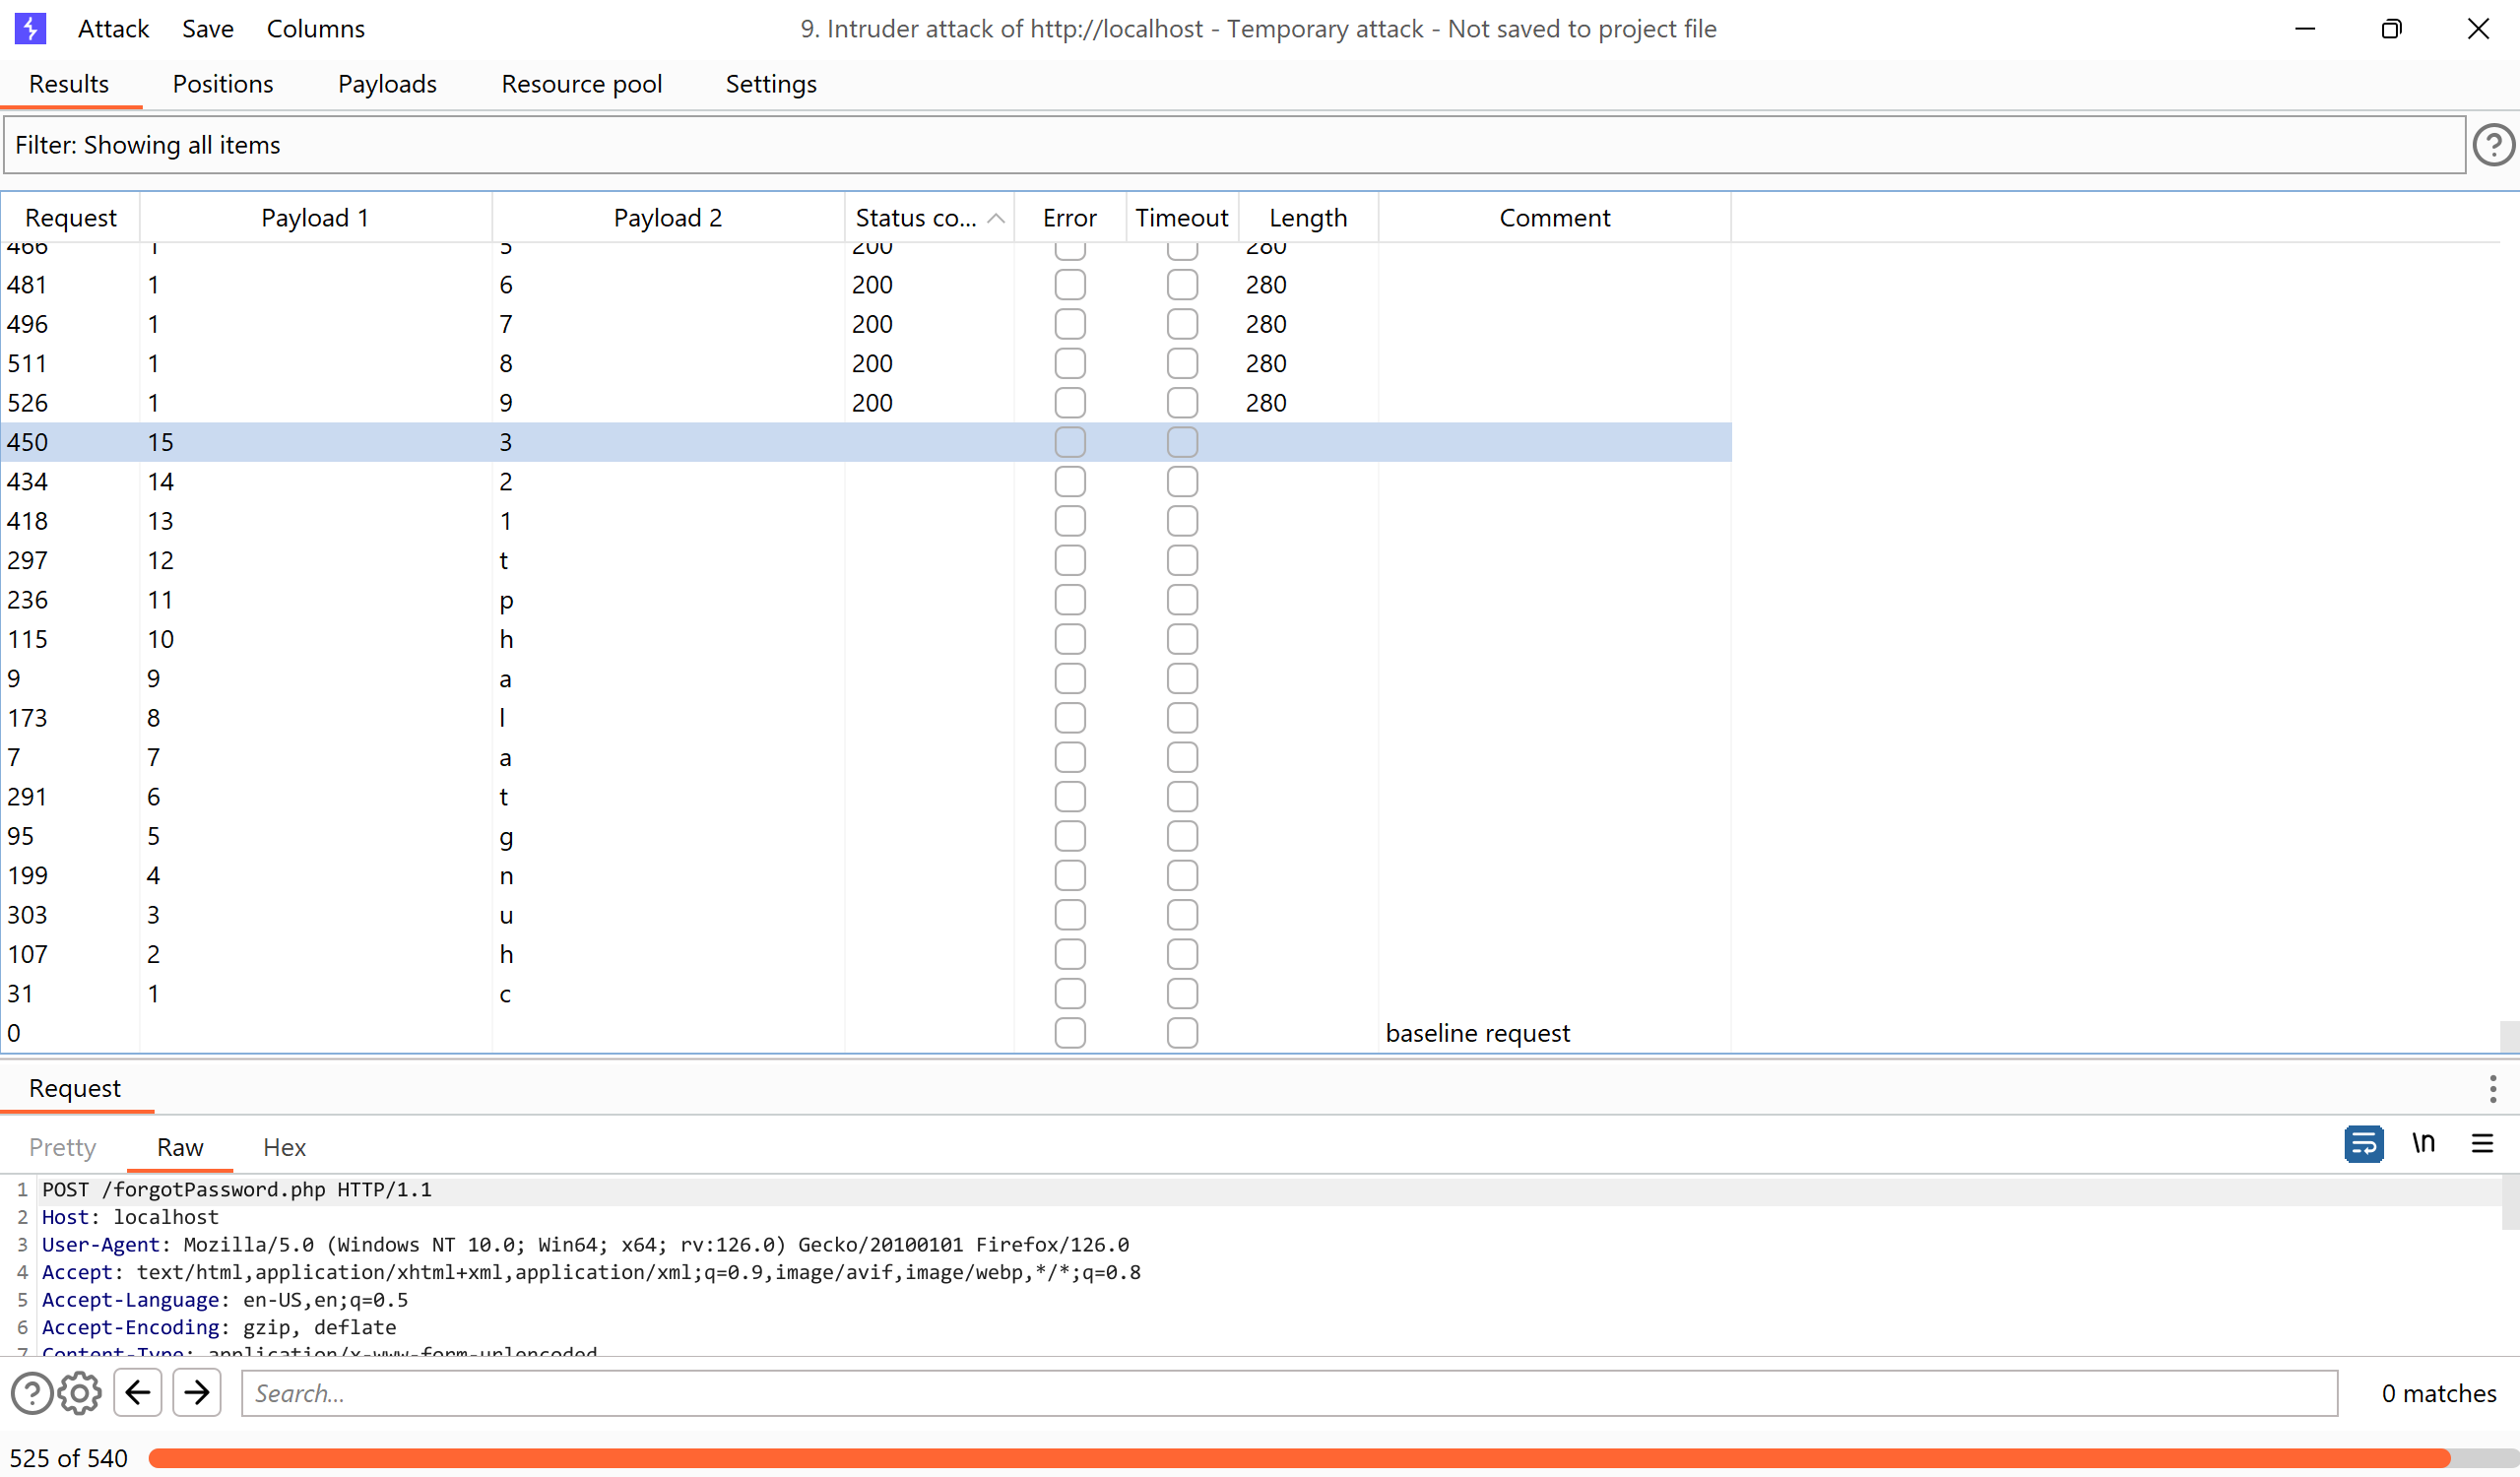 Attack Save Columns 9. Intruder attack of http://localhost - Temporary attack - Not saved to project file
Results Positions Payloads Resource pool Settings
Filter: Showing all items
Request Payload 1 Payload 2 Status co... Error Timeout Length Comment
466 1 5 200 280
481 1 6 200 280
496 1 7 200 280
511 1 8 200 280
526 1 9 200 280
450 15 3
434 14 2
418 13 1
297 12 t
236 11 p
115 10 h
9 9 a
173 8 l
7 7 a
291 6 t
95 5 g
199 4 n
303 3 u
107 2 h
31 1 c
0 baseline request
Request
Pretty Raw Hex \n
1 POST /forgotPassword.php HTTP/1.1
2 Host: localhost
3 User-Agent: Mozilla/5.0 (Windows NT 10.0; Win64; x64; rv:126.0) Gecko/20100101 Firefox/126.0
4 Accept: text/html,application/xhtml+xml,application/xml;q=0.9,image/avif,image/webp,*/*;q=0.8
5 Accept-Language: en-US,en;q=0.5
6 Accept-Encoding: gzip, deflate
7 Content-Type: application/x-www-form-urlencoded
Search... 0 matches
525 of 540